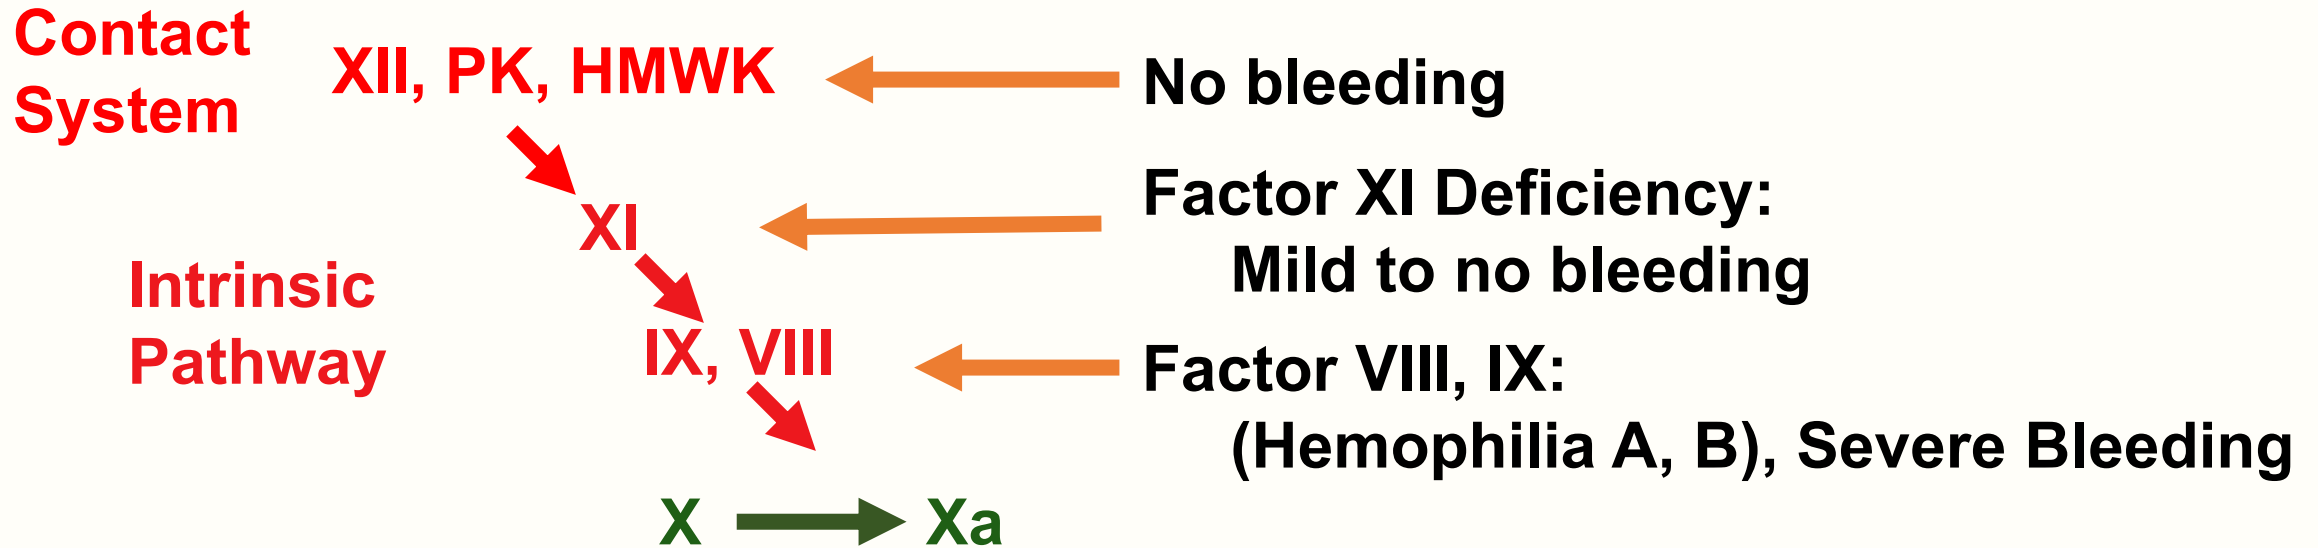 Contact
System
XII, PK, HMWK
No bleeding
XI
Factor XI Deficiency:
Mild to no bleeding
Intrinsic
Pathway
IX, VIII
Factor VIII, IX:
(Hemophilia A, B), Severe Bleeding
X
Xa